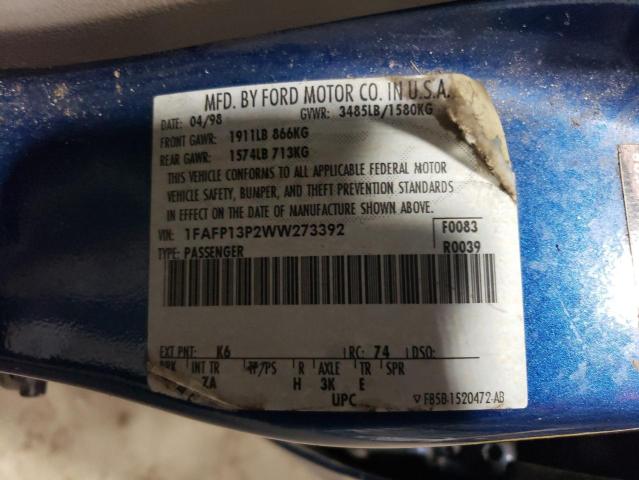 MFD. BY FORD MOTOR CO. IN U.S.A.
DATE: 04/98 GVWR: 3485LB/1580KG
FRONT GAWR: 1911LB 866KG
REAR GAWR: 1574LB 713KG
THIS VEHICLE CONFORMS TO ALL APPLICABLE FEDERAL MOTOR
VEHICLE SAFETY, BUMPER, AND THEFT PREVENTION STANDARDS
IN EFFECT ON THE DATE OF MANUFACTURE SHOWN ABOVE.
VIN: 1FAFP13P2WW273392 F0083
TYPE: PASSENGER R0039
EXT PNT: K6 RC: 74 DSO:
BRK INT TR TP/PS R AXLE TR SPR
ZA H 3K E
UPC F85B-1520472-AB